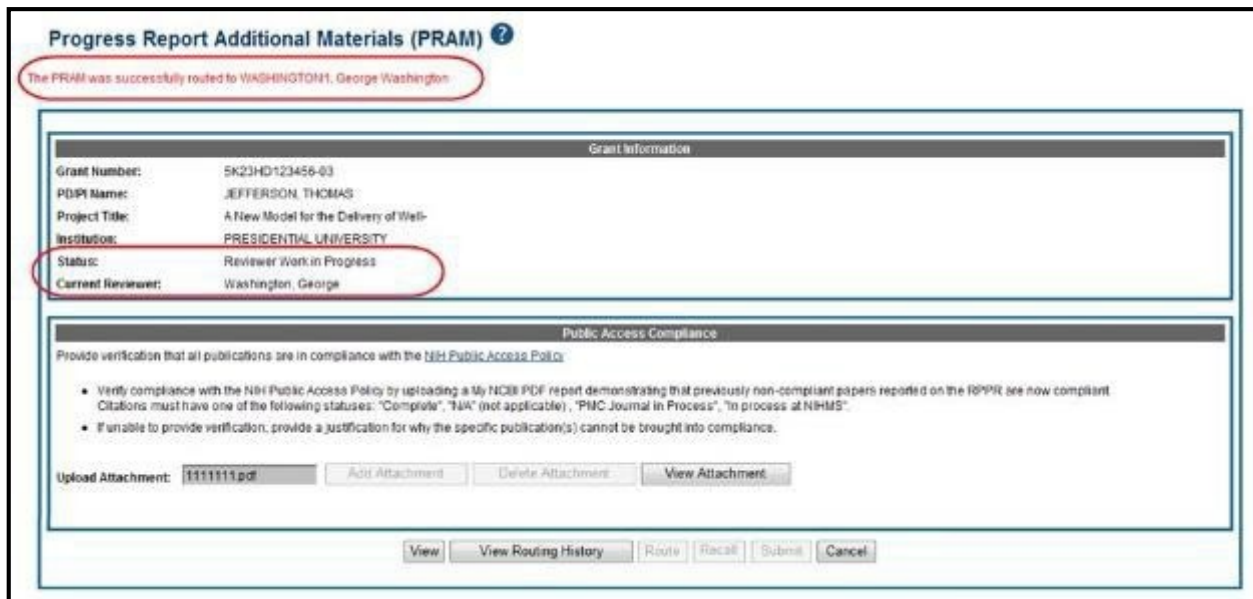 Progress Report Additional Materials (PRAM) ?
The PRAM was successfully routed to WASHINGTON1, George Washington
Grant Information
Grant Number: 5K23HD123456-03
PD/PI Name: JEFFERSON, THOMAS
Project Title: A New Model for the Delivery of Well-
Institution: PRESIDENTIAL UNIVERSITY
Status: Reviewer Work in Progress
Current Reviewer: Washington, George
Public Access Compliance
Provide verification that all publications are in compliance with the NIH Public Access Policy
• Verify compliance with the NIH Public Access Policy by uploading a My NCBI PDF report demonstrating that previously non-compliant papers reported on the RPPR are now compliant
Citations must have one of the following statuses: "Complete", "N/A" (not applicable) , "PMC Journal in Process", "In process at NIHMS".
• If unable to provide verification, provide a justification for why the specific publication(s) cannot be brought into compliance.
Upload Attachment: 1111111.pdf Add Attachment Delete Attachment View Attachment
View View Routing History Route Recall Submit Cancel